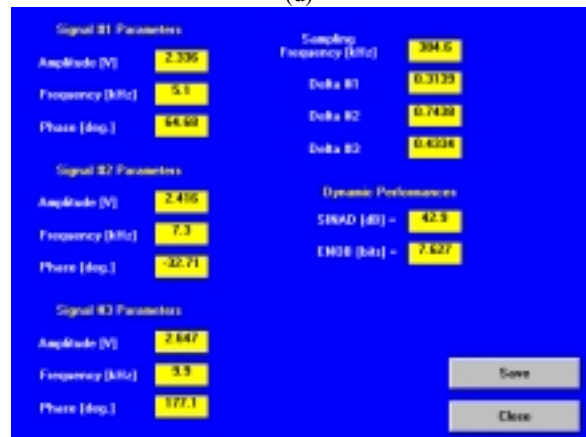 (d)
Signal #1 Parameters
Amplitude [V] 2.336
Frequency [kHz] 5.1
Phase [deg.] 64.68
Signal #2 Parameters
Amplitude [V] 2.416
Frequency [kHz] 7.3
Phase [deg.] -32.71
Signal #3 Parameters
Amplitude [V] 2.647
Frequency [kHz] 9.9
Phase [deg.] 177.1
Sampling
Frequency [kHz] 384.6
Delta #1 0.3139
Delta #2 0.7438
Delta #3 0.4334
Dynamic Performances
SINAD [dB] = 42.9
ENOB [bits] = 7.627
Save
Close